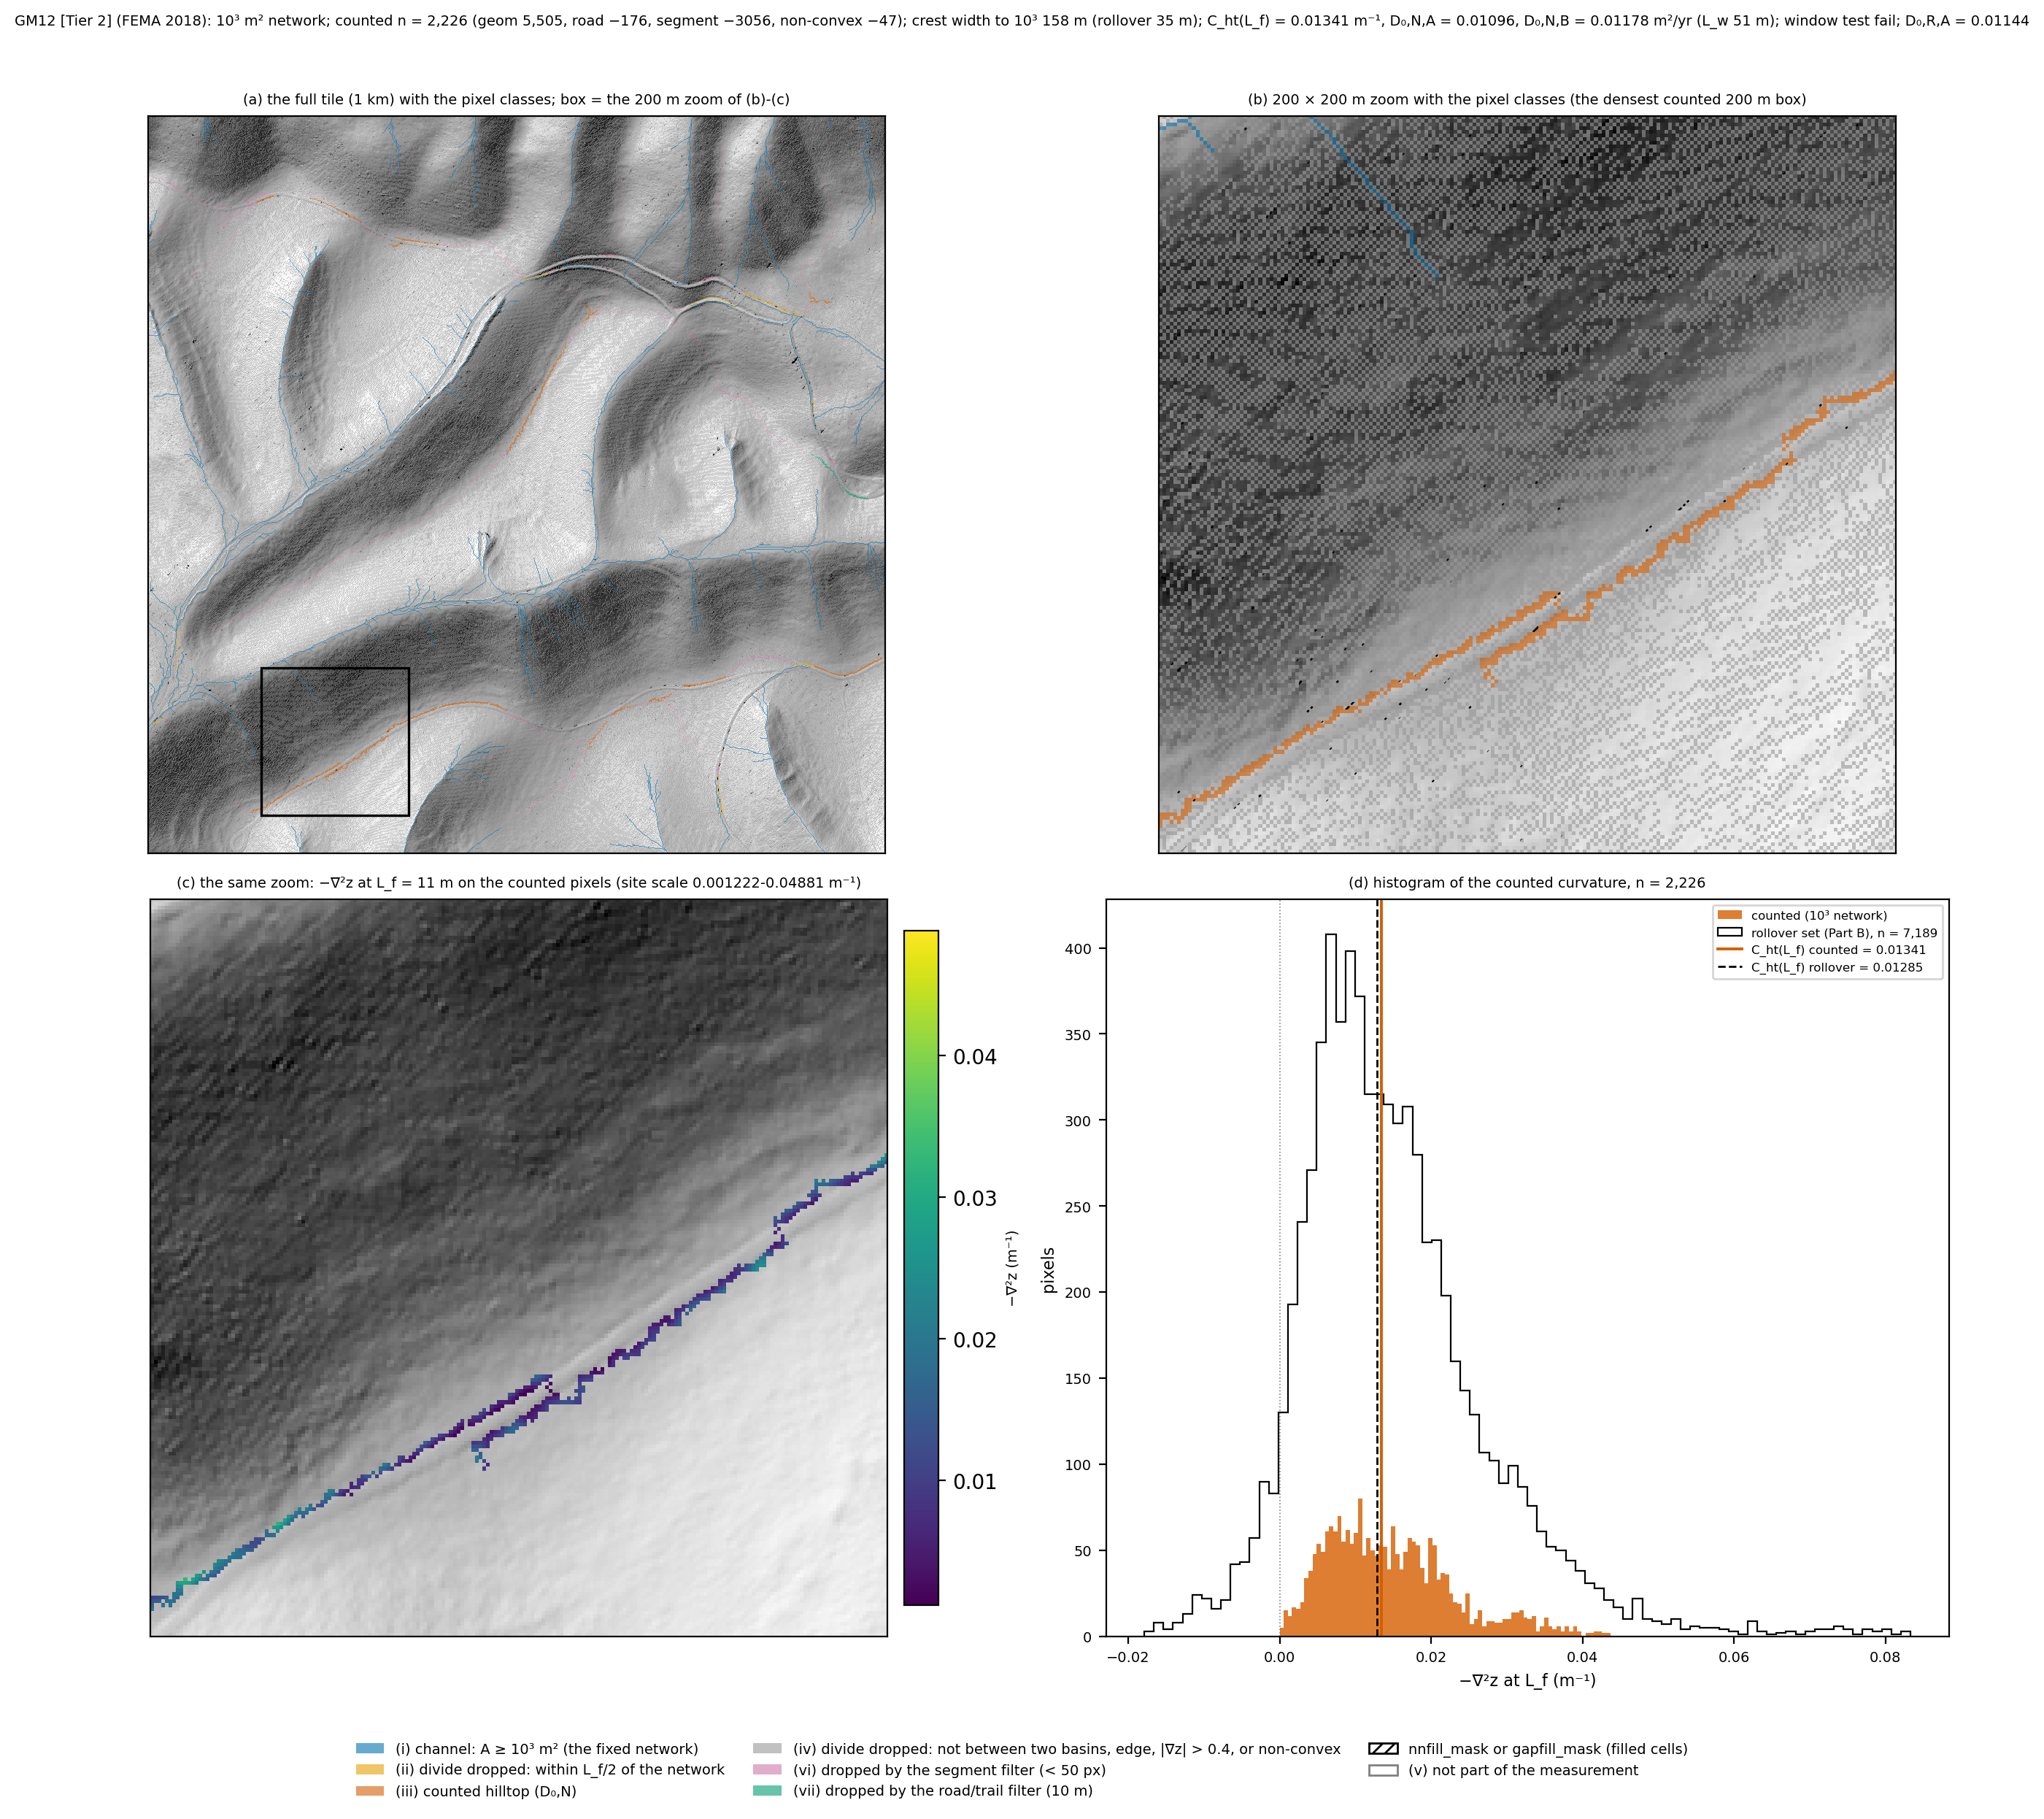 GM12 [Tier 2] (FEMA 2018): 10³ m² network; counted n = 2,226 (geom 5,505, road −176, segment −3056, non-convex −47); crest width to 10³ 158 m (rollover 35 m); C_ht(L_f) = 0.01341 m⁻¹, D₀,N,A = 0.01096, D₀,N,B = 0.01178 m²/yr (L_w 51 m); window test fail; D₀,R,A = 0.01144
(a) the full tile (1 km) with the pixel classes; box = the 200 m zoom of (b)-(c)
(b) 200 × 200 m zoom with the pixel classes (the densest counted 200 m box)
(c) the same zoom: −∇²z at L_f = 11 m on the counted pixels (site scale 0.001222-0.04881 m⁻¹)
0.04
0.03
0.02
0.01
−∇²z (m⁻¹)
(d) histogram of the counted curvature, n = 2,226
counted (10³ network)
rollover set (Part B), n = 7,189
C_ht(L_f) counted = 0.01341
C_ht(L_f) rollover = 0.01285
400
350
300
250
200
150
100
50
0
pixels
−0.02
0.00
0.02
0.04
0.06
0.08
−∇²z at L_f (m⁻¹)
(i) channel: A ≥ 10³ m² (the fixed network)
(ii) divide dropped: within L_f/2 of the network
(iii) counted hilltop (D₀,N)
(iv) divide dropped: not between two basins, edge, |∇z| > 0.4, or non-convex
(vi) dropped by the segment filter (< 50 px)
(vii) dropped by the road/trail filter (10 m)
nnfill_mask or gapfill_mask (filled cells)
(v) not part of the measurement